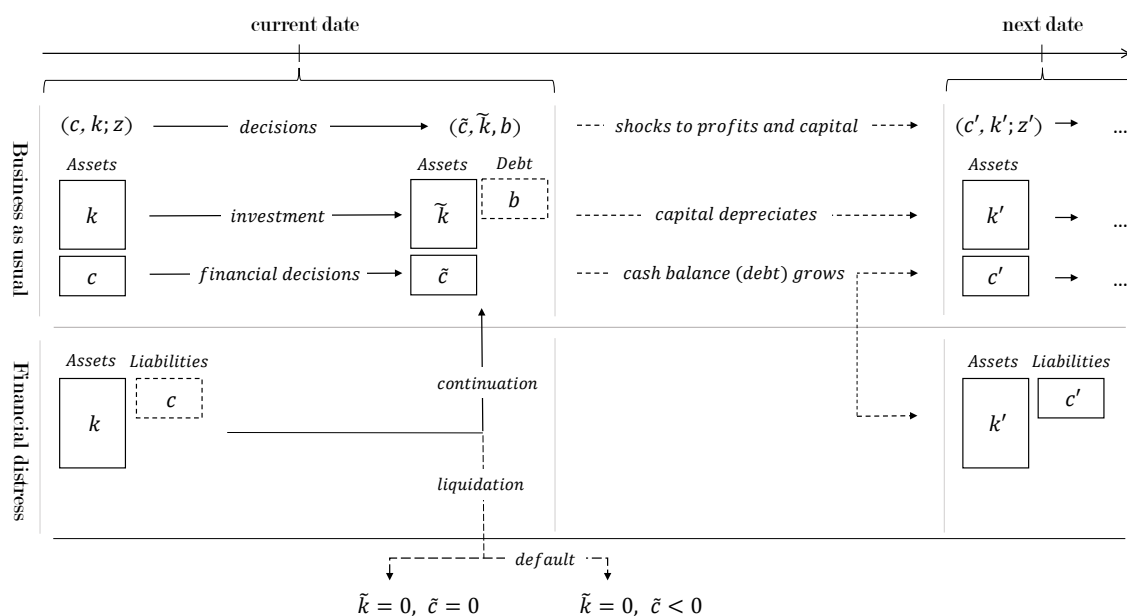 current date
next date
Business as usual
(c, k; z)
decisions
(c̃, k̃, b)
shocks to profits and capital
(c′, k′; z′)
...
Assets
Assets
Debt
Assets
k
investment
k̃
b
capital depreciates
k′
...
c
financial decisions
c̃
cash balance (debt) grows
c′
...
Financial distress
Assets
Liabilities
continuation
Assets
Liabilities
c
c′
k
k′
liquidation
default
k̃ = 0, c̃ = 0
k̃ = 0, c̃ < 0